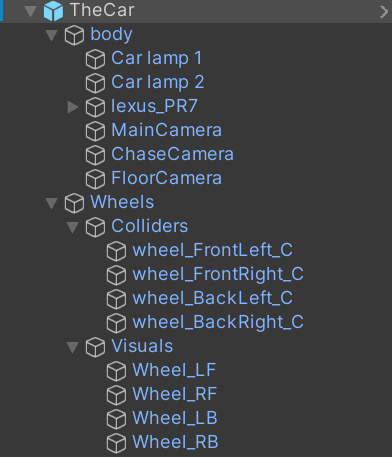 TheCar
body
Car lamp 1
Car lamp 2
lexus_PR7
MainCamera
ChaseCamera
FloorCamera
Wheels
Colliders
wheel_FrontLeft_C
wheel_FrontRight_C
wheel_BackLeft_C
wheel_BackRight_C
Visuals
Wheel_LF
Wheel_RF
Wheel_LB
Wheel_RB